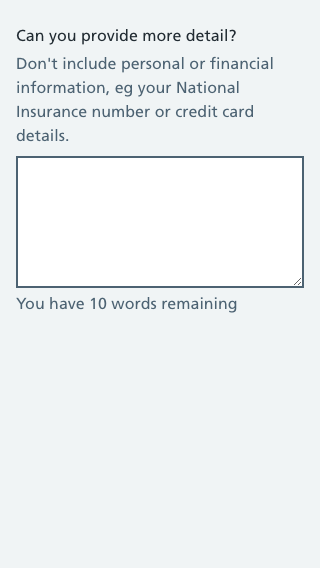 Can you provide more detail?
Don't include personal or financial
information, eg your National
Insurance number or credit card
details.
You have 10 words remaining